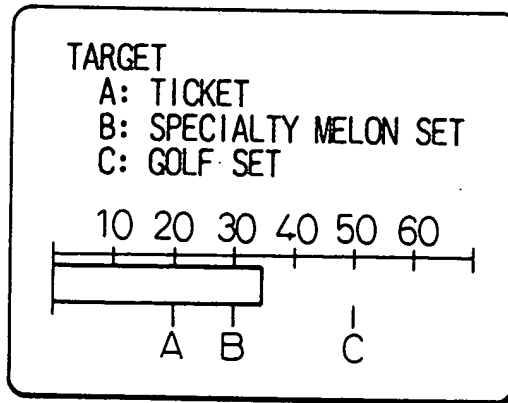 TARGET
A: TICKET
B: SPECIALTY MELON SET
C: GOLF SET
10 20 30 40 50 60
A B C